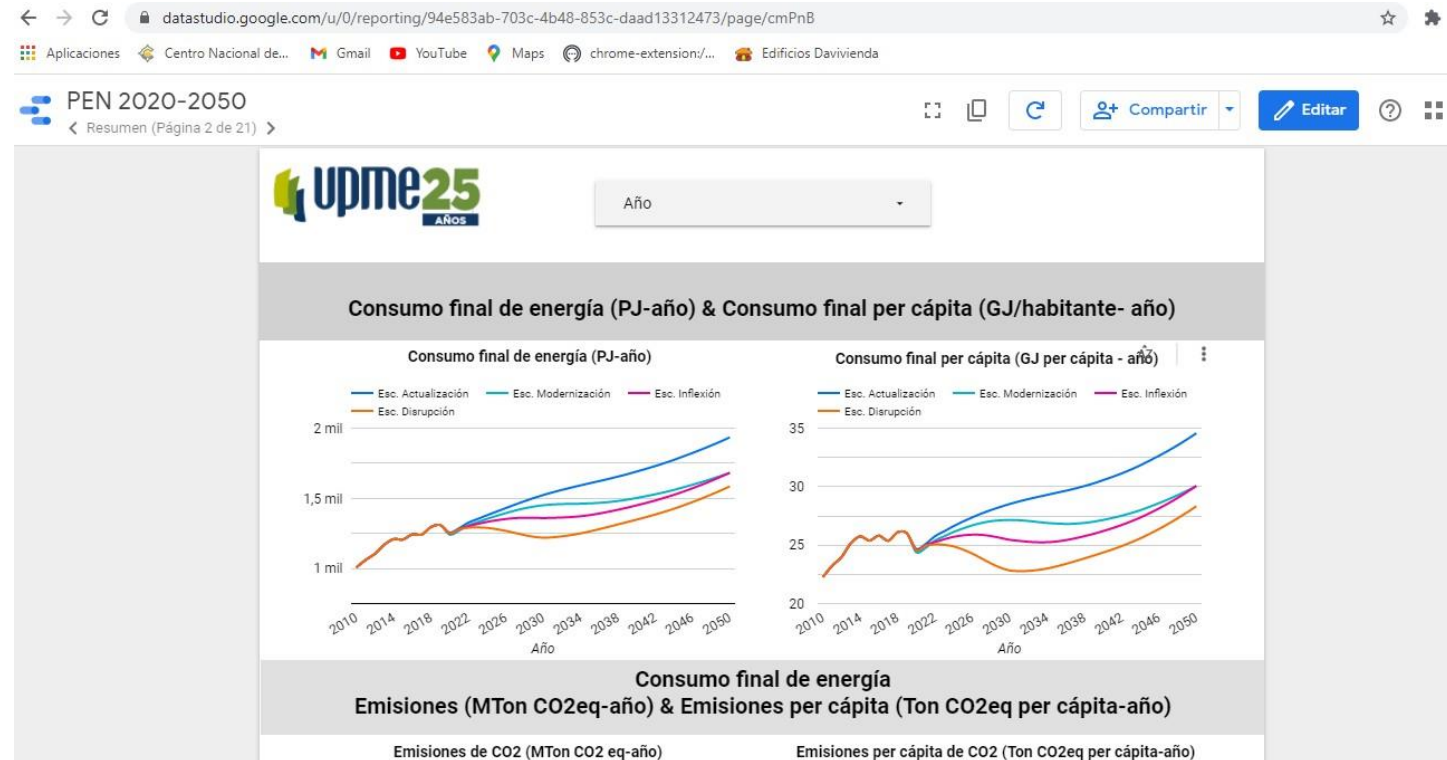 datastudio.google.com/u/0/reporting/94e583ab-703c-4b48-853c-daad13312473/page/cmPnB
Aplicaciones Centro Nacional de... Gmail YouTube Maps chrome-extension:/... Edificios Davivienda
PEN 2020-2050
Resumen (Página 2 de 21)
Compartir
Editar
upme 25
AÑOS
Año
Consumo final de energía (PJ-año) & Consumo final per cápita (GJ/habitante- año)
Consumo final de energía (PJ-año)
Esc. Actualización Esc. Modernización Esc. Inflexión
Esc. Disrupción
2 mil
1,5 mil
1 mil
2010 2014 2018 2022 2026 2030 2034 2038 2042 2046 2050
Año
Consumo final per cápita (GJ per cápita - año)
Esc. Actualización Esc. Modernización Esc. Inflexión
Esc. Disrupción
35
30
25
20
2010 2014 2018 2022 2026 2030 2034 2038 2042 2046 2050
Año
Consumo final de energía
Emisiones (MTon CO2eq-año) & Emisiones per cápita (Ton CO2eq per cápita-año)
Emisiones de CO2 (MTon CO2 eq-año)
Emisiones per cápita de CO2 (Ton CO2eq per cápita-año)